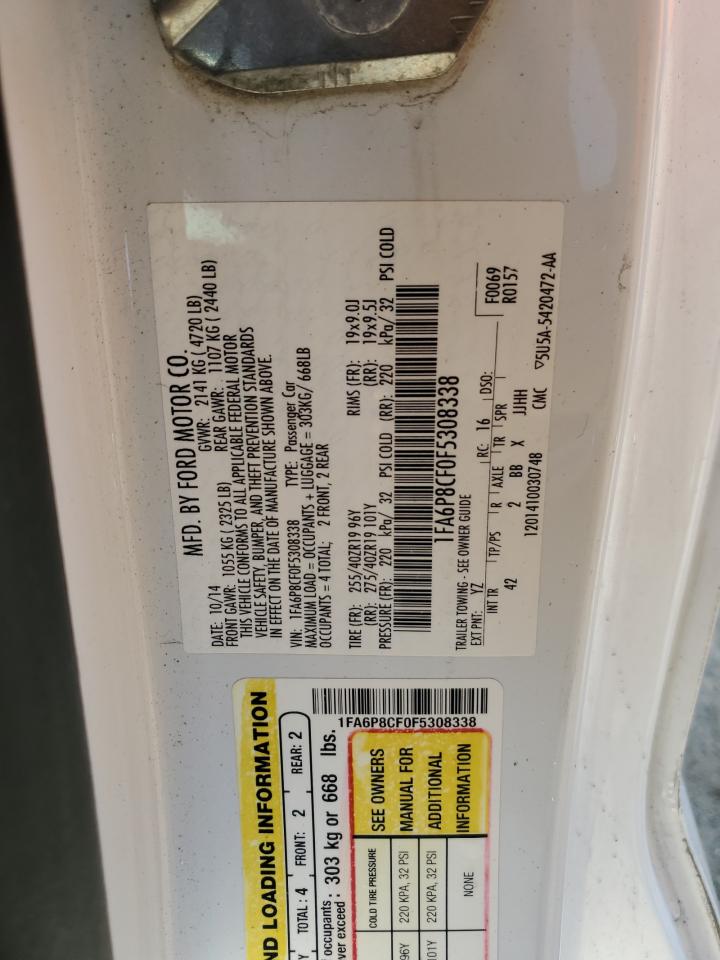 MFD. BY FORD MOTOR CO.
DATE: 10/14 GVWR: 2141 KG ( 4720 LB)
FRONT GAWR: 1055 KG ( 2325 LB) REAR GAWR: 1107 KG ( 2440 LB)
THIS VEHICLE CONFORMS TO ALL APPLICABLE FEDERAL MOTOR
VEHICLE SAFETY, BUMPER, AND THEFT PREVENTION STANDARDS
IN EFFECT ON THE DATE OF MANUFACTURE SHOWN ABOVE.
VIN: 1FA6P8CF0F5308338 TYPE: Passenger Car
MAXIMUM LOAD = OCCUPANTS + LUGGAGE = 303KG/ 668LB
OCCUPANTS = 4 TOTAL; 2 FRONT, 2 REAR
TIRE (FR): 255/40ZR19 96Y RIMS (FR): 19x9.0J
(RR): 275/40ZR19 101Y (RR): 19x9.5J
PRESSURE (FR): 220 kPa/ 32 PSI COLD (RR): 220 kPa/ 32 PSI COLD
1FA6P8CF0F5308338
TRAILER TOWING - SEE OWNER GUIDE
EXT PNT: YZ RC: 16 DSO: F0069
R0157
INT TR TP/PS R AXLE TR SPR
42 2 BB X JJHH
1201410030748 CMC
▽5U5A-5420472-AA
ND LOADING INFORMATION
TOTAL: 4 FRONT: 2 REAR: 2
occupants
ver exceed : 303 kg or 668 lbs.
1FA6P8CF0F5308338
COLD TIRE PRESSURE SEE OWNERS
96Y 220 KPA, 32 PSI MANUAL FOR
101Y 220 KPA, 32 PSI ADDITIONAL
NONE INFORMATION